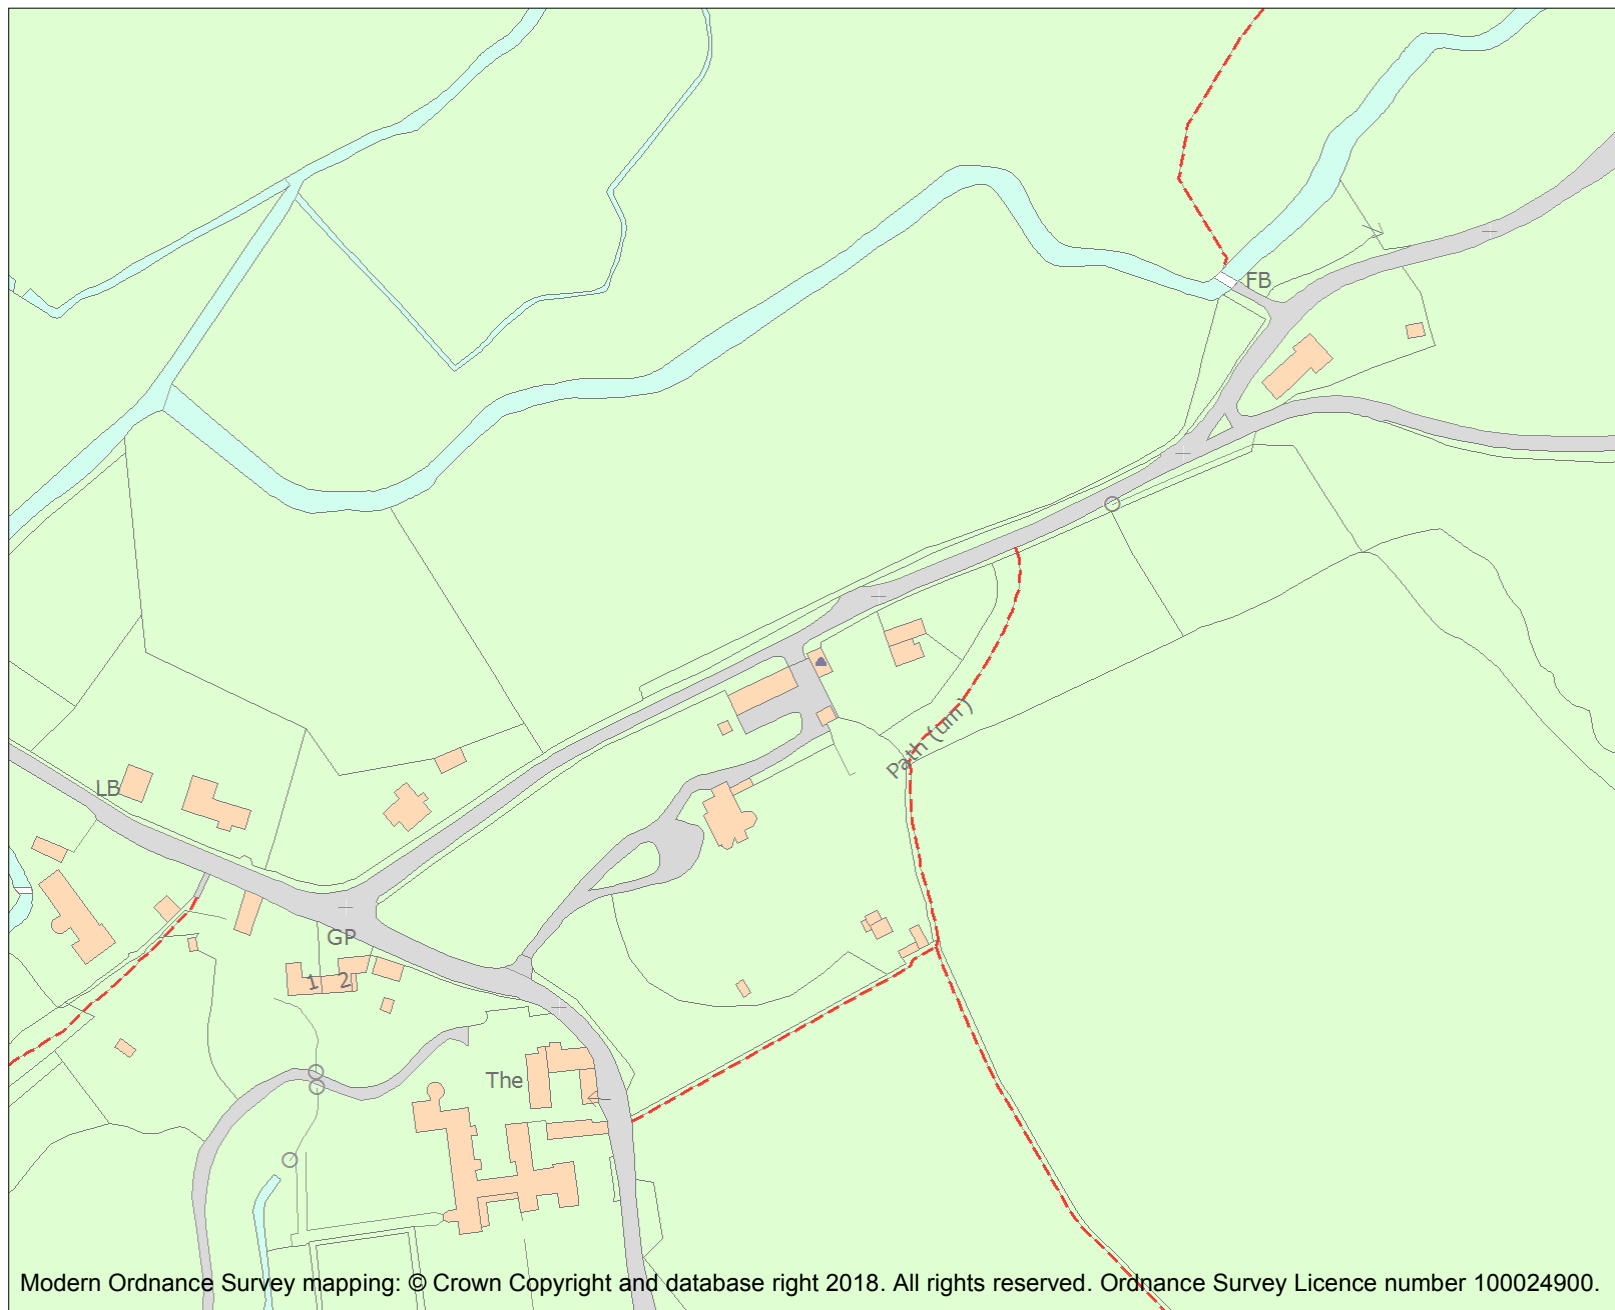 FB
Path (um)
LB
GP
1 2
The
Modern Ordnance Survey mapping: © Crown Copyright and database right 2018. All rights reserved. Ordnance Survey Licence number 100024900.